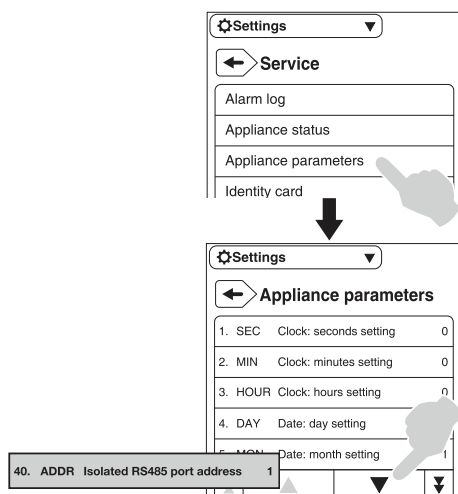 Settings
Service
Alarm log
Appliance status
Appliance parameters
Identity card
Settings
Appliance parameters
1. SEC Clock: seconds setting 0
2. MIN Clock: minutes setting 0
3. HOUR Clock: hours setting 0
4. DAY Date: day setting
5. MON Date: month setting 1
40. ADDR Isolated RS485 port address 1